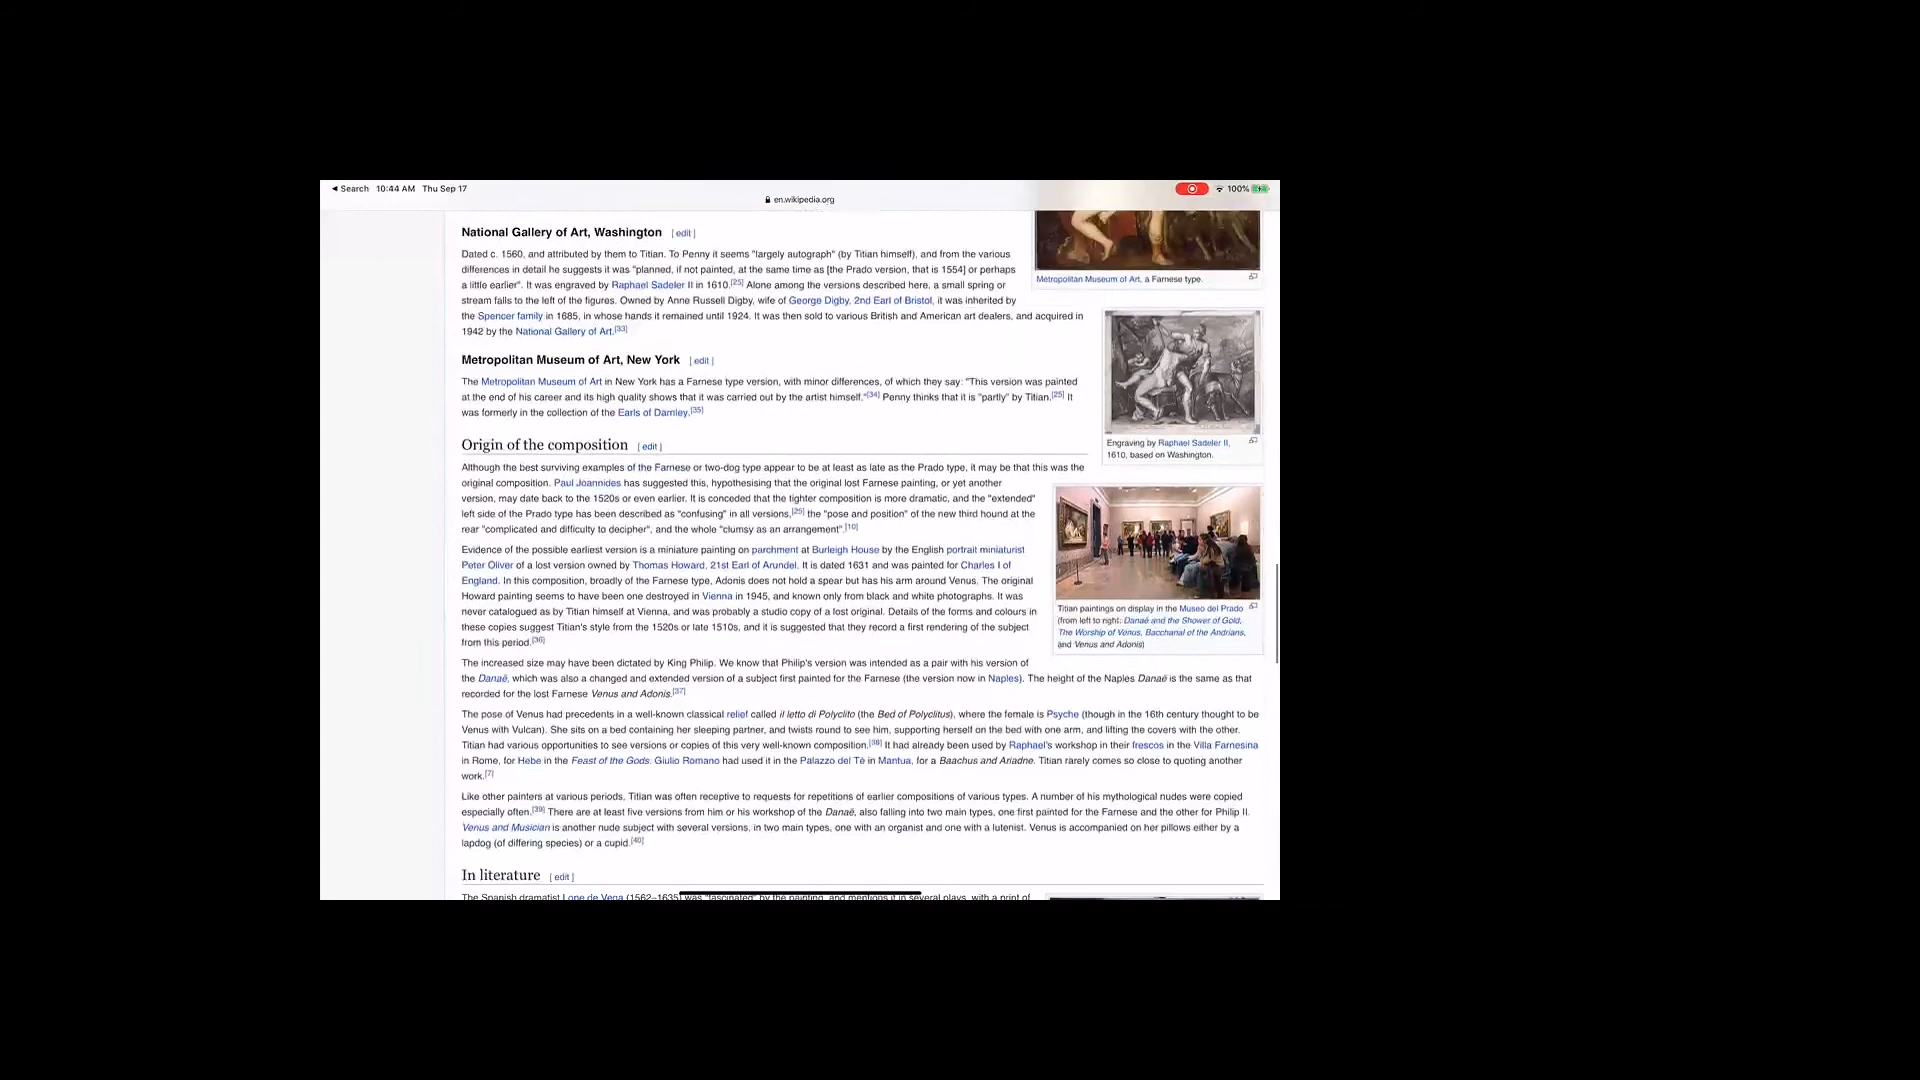 ◀ Search 10:44 AM Thu Sep 17
100%
en.wikipedia.org
National Gallery of Art, Washington [ edit ]
Dated c. 1560, and attributed by them to Titian. To Penny it seems "largely autograph" (by Titian himself), and from the various
differences in detail he suggests it was "planned, if not painted, at the same time as [the Prado version, that is 1554] or perhaps
a little earlier". It was engraved by Raphael Sadeler II in 1610.[25] Alone among the versions described here, a small spring or
stream falls to the left of the figures. Owned by Anne Russell Digby, wife of George Digby, 2nd Earl of Bristol, it was inherited by
the Spencer family in 1685, in whose hands it remained until 1924. It was then sold to various British and American art dealers, and acquired in
1942 by the National Gallery of Art.[33]
Metropolitan Museum of Art, a Farnese type.
Metropolitan Museum of Art, New York [ edit ]
The Metropolitan Museum of Art in New York has a Farnese type version, with minor differences, of which they say: "This version was painted
at the end of his career and its high quality shows that it was carried out by the artist himself."[34] Penny thinks that it is "partly" by Titian.[25] It
was formerly in the collection of the Earls of Darnley.[35]
Engraving by Raphael Sadeler II,
1610, based on Washington.
Origin of the composition [ edit ]
Although the best surviving examples of the Farnese or two-dog type appear to be at least as late as the Prado type, it may be that this was the
original composition. Paul Joannides has suggested this, hypothesising that the original lost Farnese painting, or yet another
version, may date back to the 1520s or even earlier. It is conceded that the tighter composition is more dramatic, and the "extended"
left side of the Prado type has been described as "confusing" in all versions,[25] the "pose and position" of the new third hound at the
rear "complicated and difficulty to decipher", and the whole "clumsy as an arrangement".[10]
Evidence of the possible earliest version is a miniature painting on parchment at Burleigh House by the English portrait miniaturist
Peter Oliver of a lost version owned by Thomas Howard, 21st Earl of Arundel. It is dated 1631 and was painted for Charles I of
England. In this composition, broadly of the Farnese type, Adonis does not hold a spear but has his arm around Venus. The original
Howard painting seems to have been one destroyed in Vienna in 1945, and known only from black and white photographs. It was
never catalogued as by Titian himself at Vienna, and was probably a studio copy of a lost original. Details of the forms and colours in
these copies suggest Titian's style from the 1520s or late 1510s, and it is suggested that they record a first rendering of the subject
from this period.[36]
Titian paintings on display in the Museo del Prado
(from left to right: Danaë and the Shower of Gold,
The Worship of Venus, Bacchanal of the Andrians,
and Venus and Adonis)
The increased size may have been dictated by King Philip. We know that Philip's version was intended as a pair with his version of
the Danaë, which was also a changed and extended version of a subject first painted for the Farnese (the version now in Naples). The height of the Naples Danaë is the same as that
recorded for the lost Farnese Venus and Adonis.[37]
The pose of Venus had precedents in a well-known classical relief called il letto di Polyclito (the Bed of Polyclitus), where the female is Psyche (though in the 16th century thought to be
Venus with Vulcan). She sits on a bed containing her sleeping partner, and twists round to see him, supporting herself on the bed with one arm, and lifting the covers with the other.
Titian had various opportunities to see versions or copies of this very well-known composition.[38] It had already been used by Raphael's workshop in their frescos in the Villa Farnesina
in Rome, for Hebe in the Feast of the Gods. Giulio Romano had used it in the Palazzo del Tè in Mantua, for a Baachus and Ariadne. Titian rarely comes so close to quoting another
work.[7]
Like other painters at various periods, Titian was often receptive to requests for repetitions of earlier compositions of various types. A number of his mythological nudes were copied
especially often.[39] There are at least five versions from him or his workshop of the Danaë, also falling into two main types, one first painted for the Farnese and the other for Philip II.
Venus and Musician is another nude subject with several versions, in two main types, one with an organist and one with a lutenist. Venus is accompanied on her pillows either by a
lapdog (of differing species) or a cupid.[40]
In literature [ edit ]
The Spanish dramatist Lope de Vega (1562–1635) was "fascinated" by the painting, and mentions it in several plays, with a print of